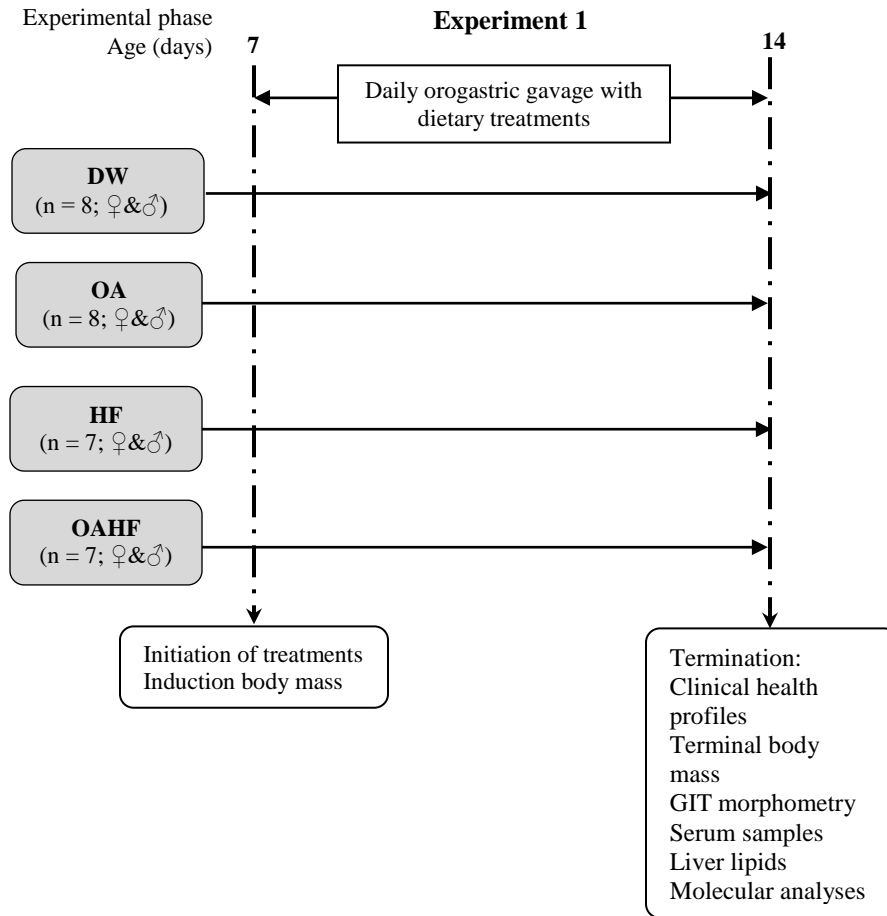 Experimental phase
Experiment 1
Age (days)
7
14
Daily orogastric gavage with
dietary treatments
DW
(n = 8; ♀&♂)
OA
(n = 8; ♀&♂)
HF
(n = 7; ♀&♂)
OAHF
(n = 7; ♀&♂)
Initiation of treatments
Induction body mass
Termination:
Clinical health
profiles
Terminal body
mass
GIT morphometry
Serum samples
Liver lipids
Molecular analyses